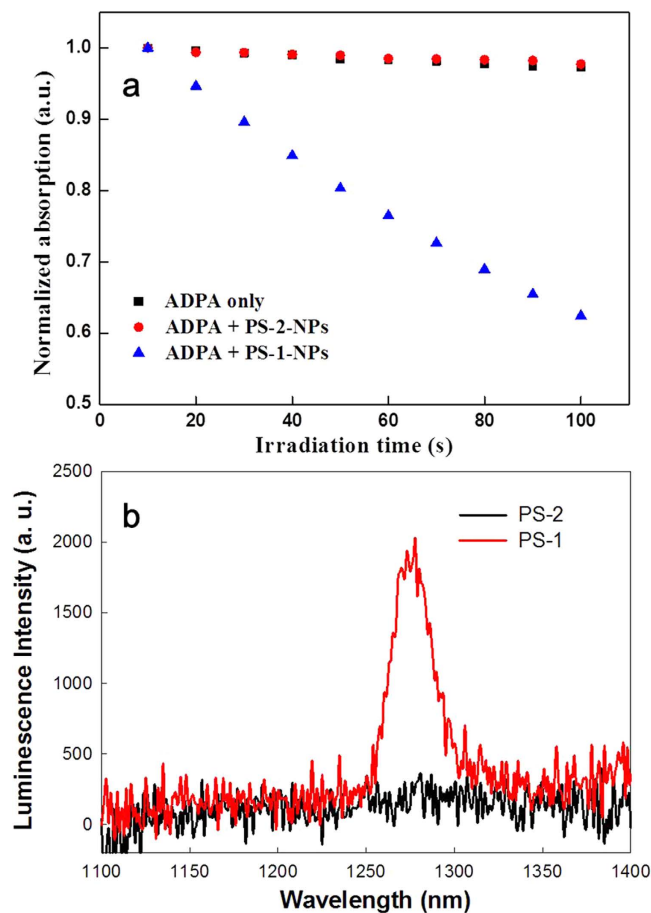 a
Normalized absorption (a.u.)
1.0
0.9
0.8
0.7
0.6
0.5
ADPA only
ADPA + PS-2-NPs
ADPA + PS-1-NPs
0 20 40 60 80 100
Irradiation time (s)
b
Luminescence Intensity (a. u.)
2500
2000
1500
1000
500
0
PS-2
PS-1
1100 1150 1200 1250 1300 1350 1400
Wavelength (nm)